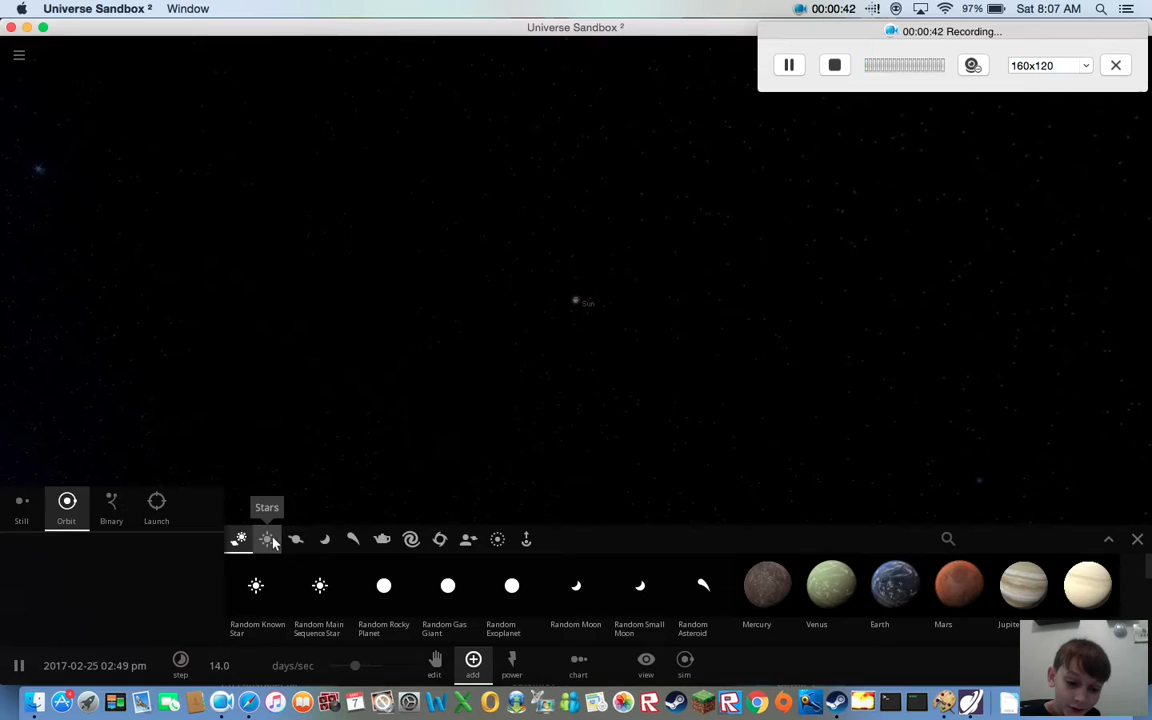 Universe Sandbox ²
Window
00:00:42
97%
Sat 8:07 AM
Universe Sandbox ²
00:00:42 Recording...
160x120
Sun
Still
Orbit
Binary
Launch
Stars
Random Known
Star
Random Main
Sequence Star
Random Rocky
Planet
Random Gas
Giant
Random
Exoplanet
Random Moon
Random Small
Moon
Random
Asteroid
Mercury
Venus
Earth
Mars
2017-02-25 02:49 pm
step
14.0
days/sec
edit
add
power
chart
view
sim